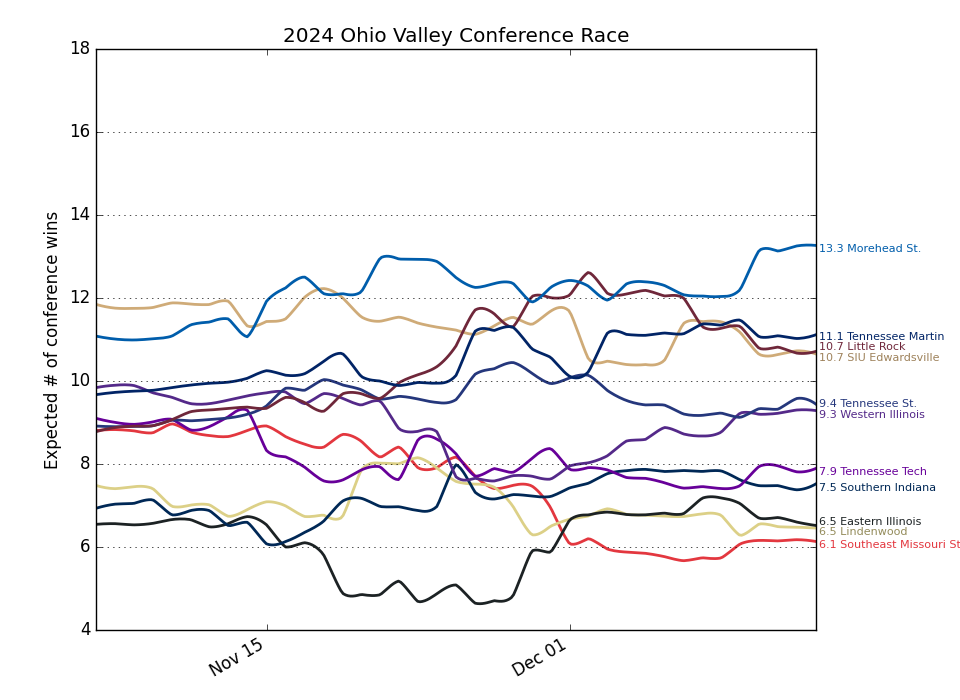 2024 Ohio Valley Conference Race
Expected # of conference wins
18
16
14
12
10
8
6
4
Nov 15
Dec 01
13.3 Morehead St.
11.1 Tennessee Martin
10.7 Little Rock
10.7 SIU Edwardsville
9.4 Tennessee St.
9.3 Western Illinois
7.9 Tennessee Tech
7.5 Southern Indiana
6.5 Eastern Illinois
6.5 Lindenwood
6.1 Southeast Missouri St